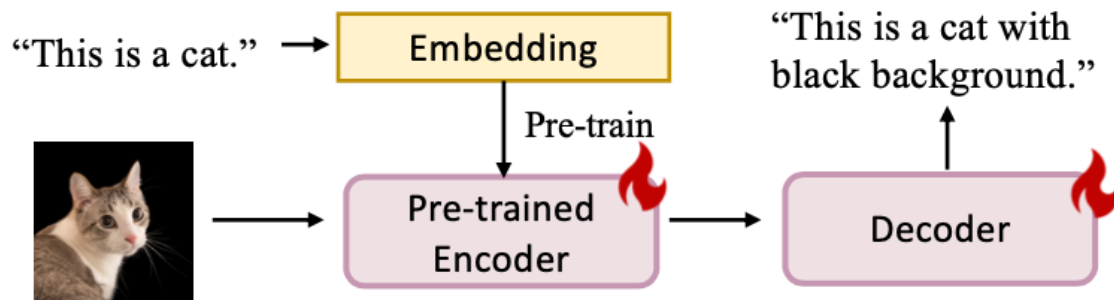 “This is a cat.”
Embedding
“This is a cat with
black background.”
Pre-train
Pre-trained
Encoder
Decoder